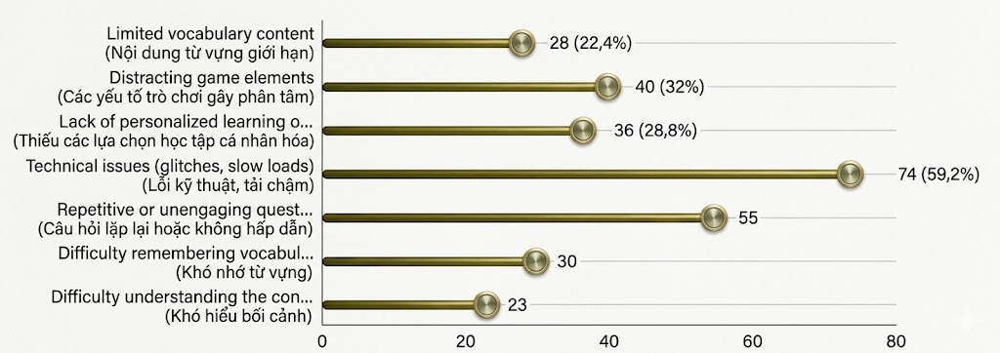 Limited vocabulary content
(Nội dung từ vựng giới hạn)
28 (22,4%)
Distracting game elements
(Các yếu tố trò chơi gây phân tâm)
40 (32%)
Lack of personalized learning o...
(Thiếu các lựa chọn học tập cá nhân hóa)
36 (28,8%)
Technical issues (glitches, slow loads)
(Lỗi kỹ thuật, tải chậm)
74 (59,2%)
Repetitive or unengaging quest...
(Câu hỏi lặp lại hoặc không hấp dẫn)
55
Difficulty remembering vocabul...
(Khó nhớ từ vựng)
30
Difficulty understanding the con...
(Khó hiểu bối cảnh)
23
0 20 40 60 80